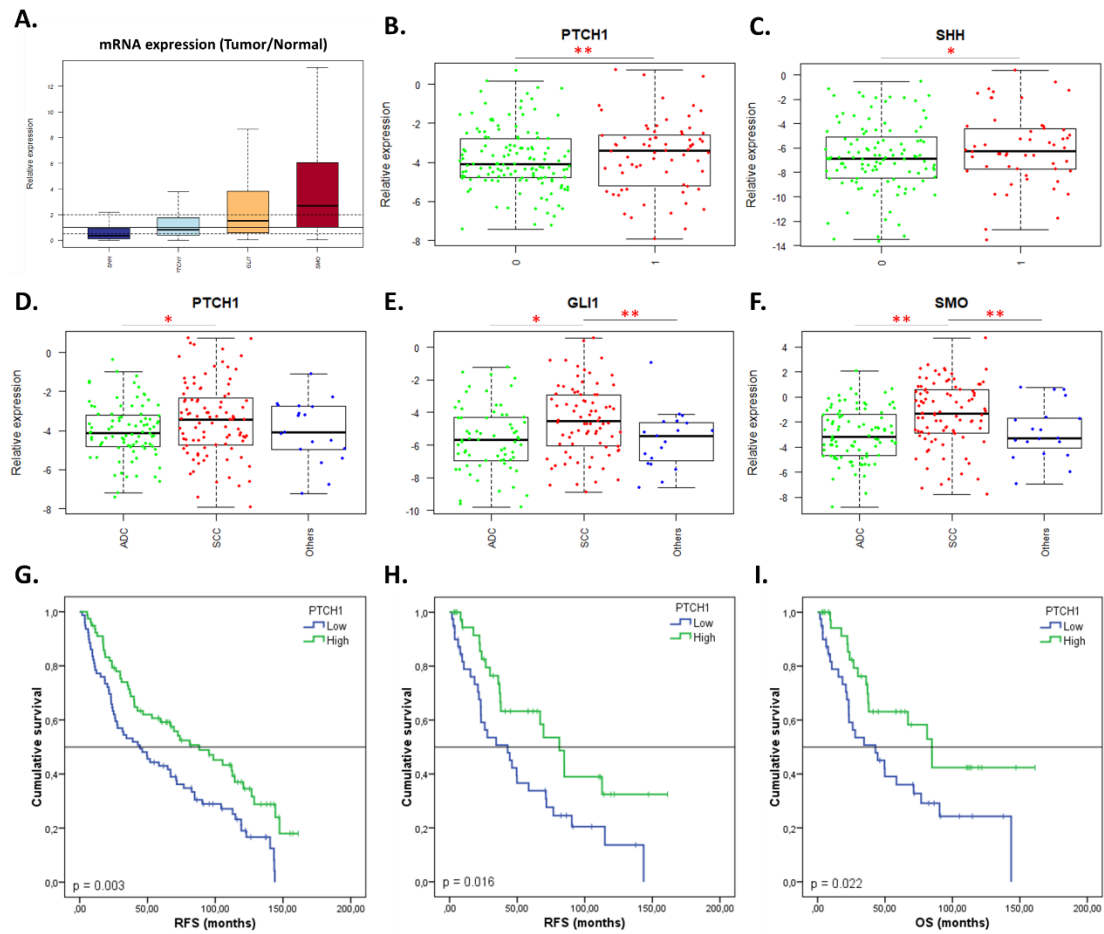 A.
mRNA expression (Tumor/Normal)
Relative expression
12
10
8
6
4
2
0
SHH
PTCH1
GLI1
SMO
B.
PTCH1
**
Relative expression
0
-2
-4
-6
-8
0
1
C.
SHH
*
Relative expression
0
-2
-4
-6
-8
-10
-12
-14
0
1
D.
PTCH1
*
Relative expression
0
-2
-4
-6
-8
ADC
SCC
Others
E.
GLI1
*
**
Relative expression
0
-2
-4
-6
-8
-10
ADC
SCC
Others
F.
SMO
**
**
Relative expression
4
2
0
-2
-4
-6
-8
ADC
SCC
Others
G.
PTCH1
Low
High
Cumulative survival
1,0
0,8
0,6
0,4
0,2
0,0
p = 0.003
,00
50,00
100,00
150,00
200,00
RFS (months)
H.
PTCH1
Low
High
Cumulative survival
1,0
0,8
0,6
0,4
0,2
0,0
p = 0.016
,00
50,00
100,00
150,00
200,00
RFS (months)
I.
PTCH1
Low
High
Cumulative survival
1,0
0,8
0,6
0,4
0,2
0,0
p = 0.022
,00
50,00
100,00
150,00
200,00
OS (months)